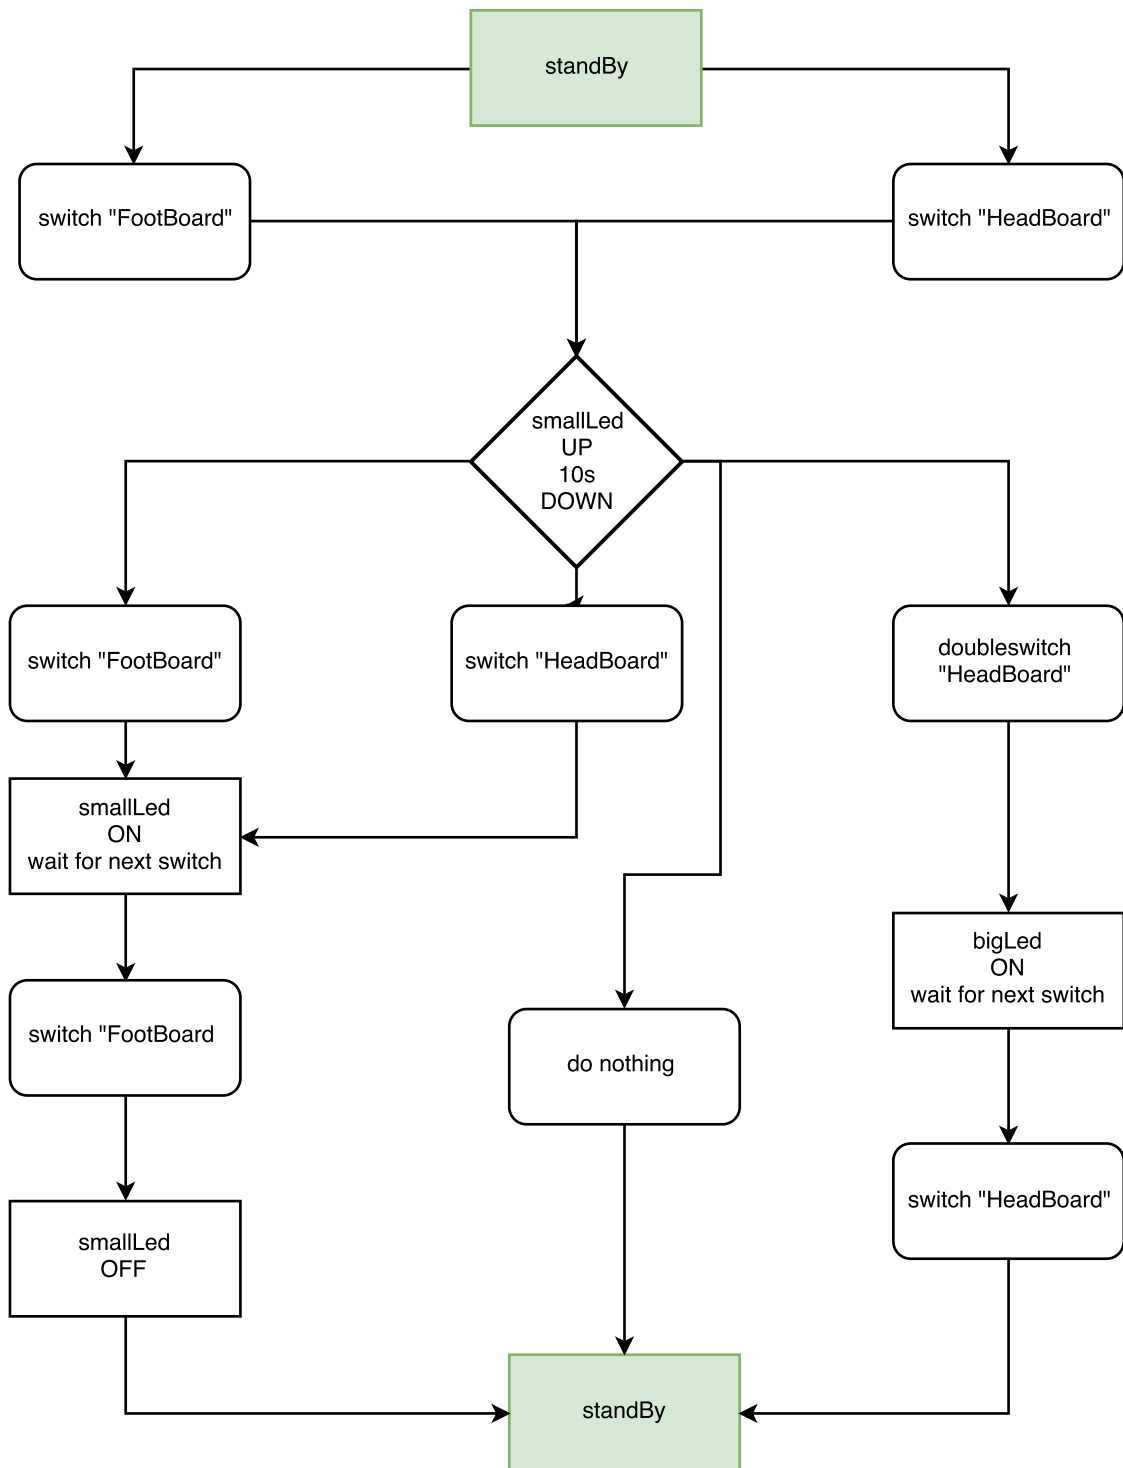 standBy
switch "FootBoard"
switch "HeadBoard"
smallLed
UP
10s
DOWN
switch "FootBoard"
switch "HeadBoard"
doubleswitch
"HeadBoard"
smallLed
ON
wait for next switch
bigLed
ON
wait for next switch
switch "FootBoard
do nothing
switch "HeadBoard"
smallLed
OFF
standBy